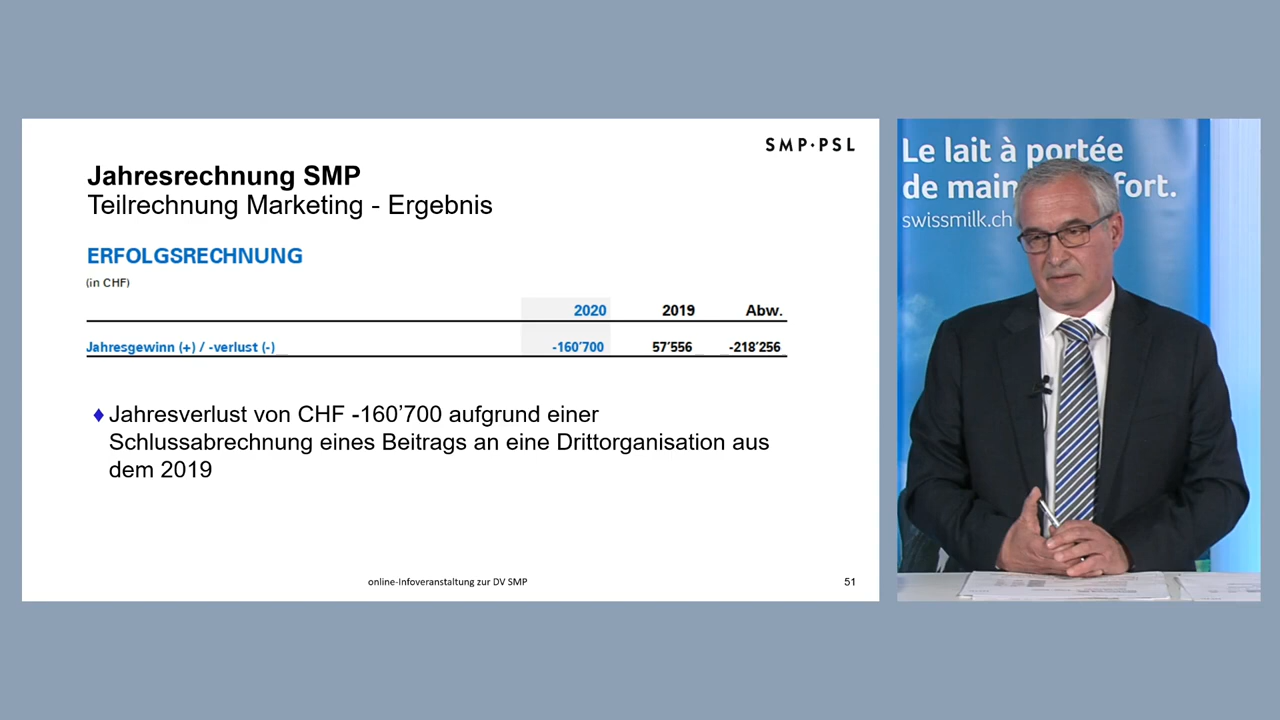 SMP·PSL
Jahresrechnung SMP
Teilrechnung Marketing - Ergebnis
ERFOLGSRECHNUNG
(in CHF)
2020 2019 Abw.
Jahresgewinn (+) / -verlust (-) -160’700 57’556 -218’256
♦ Jahresverlust von CHF -160’700 aufgrund einer
Schlussabrechnung eines Beitrags an eine Drittorganisation aus
dem 2019
online-Infoveranstaltung zur DV SMP
51
Le lait à portée
de main fort.
swissmilk.ch